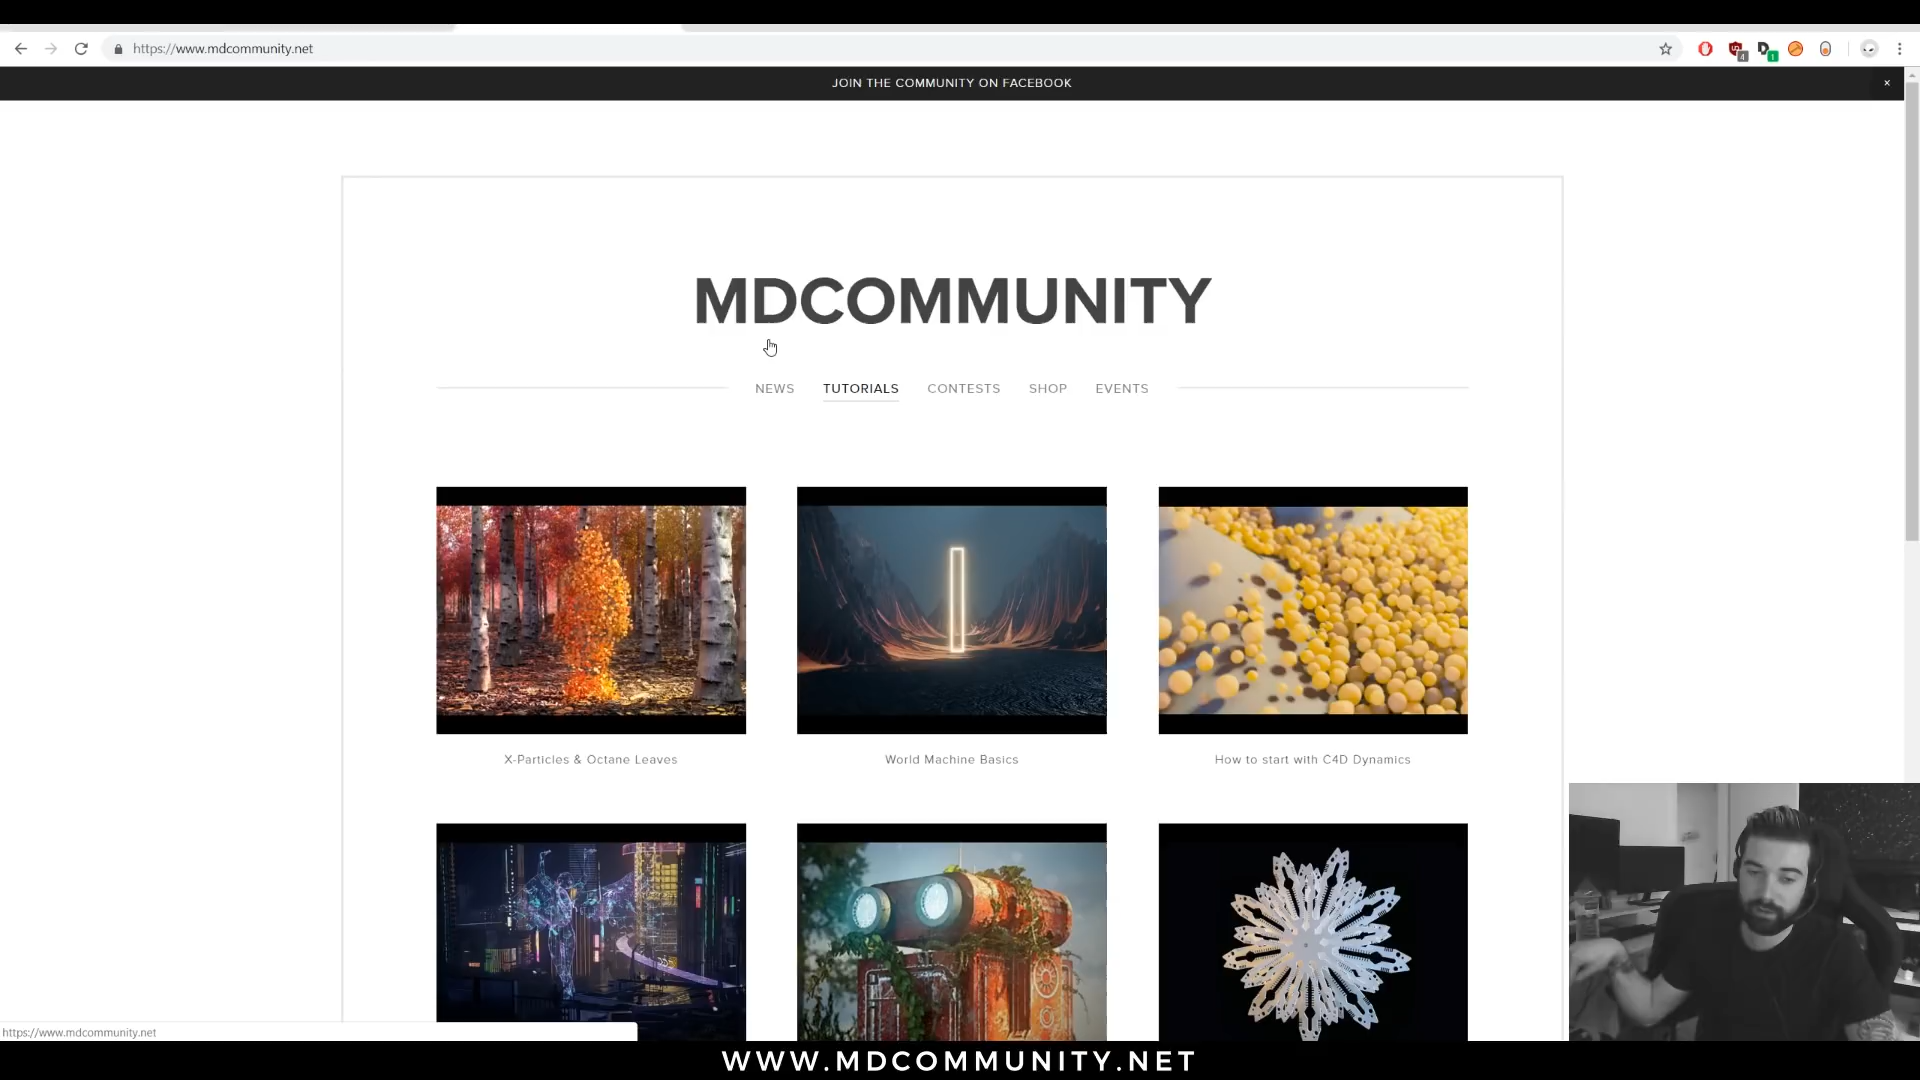 https://www.mdcommunity.net
JOIN THE COMMUNITY ON FACEBOOK ×
MDCOMMUNITY
NEWS TUTORIALS CONTESTS SHOP EVENTS
X-Particles & Octane Leaves
World Machine Basics
How to start with C4D Dynamics
https://www.mdcommunity.net
WWW.MDCOMMUNITY.NET